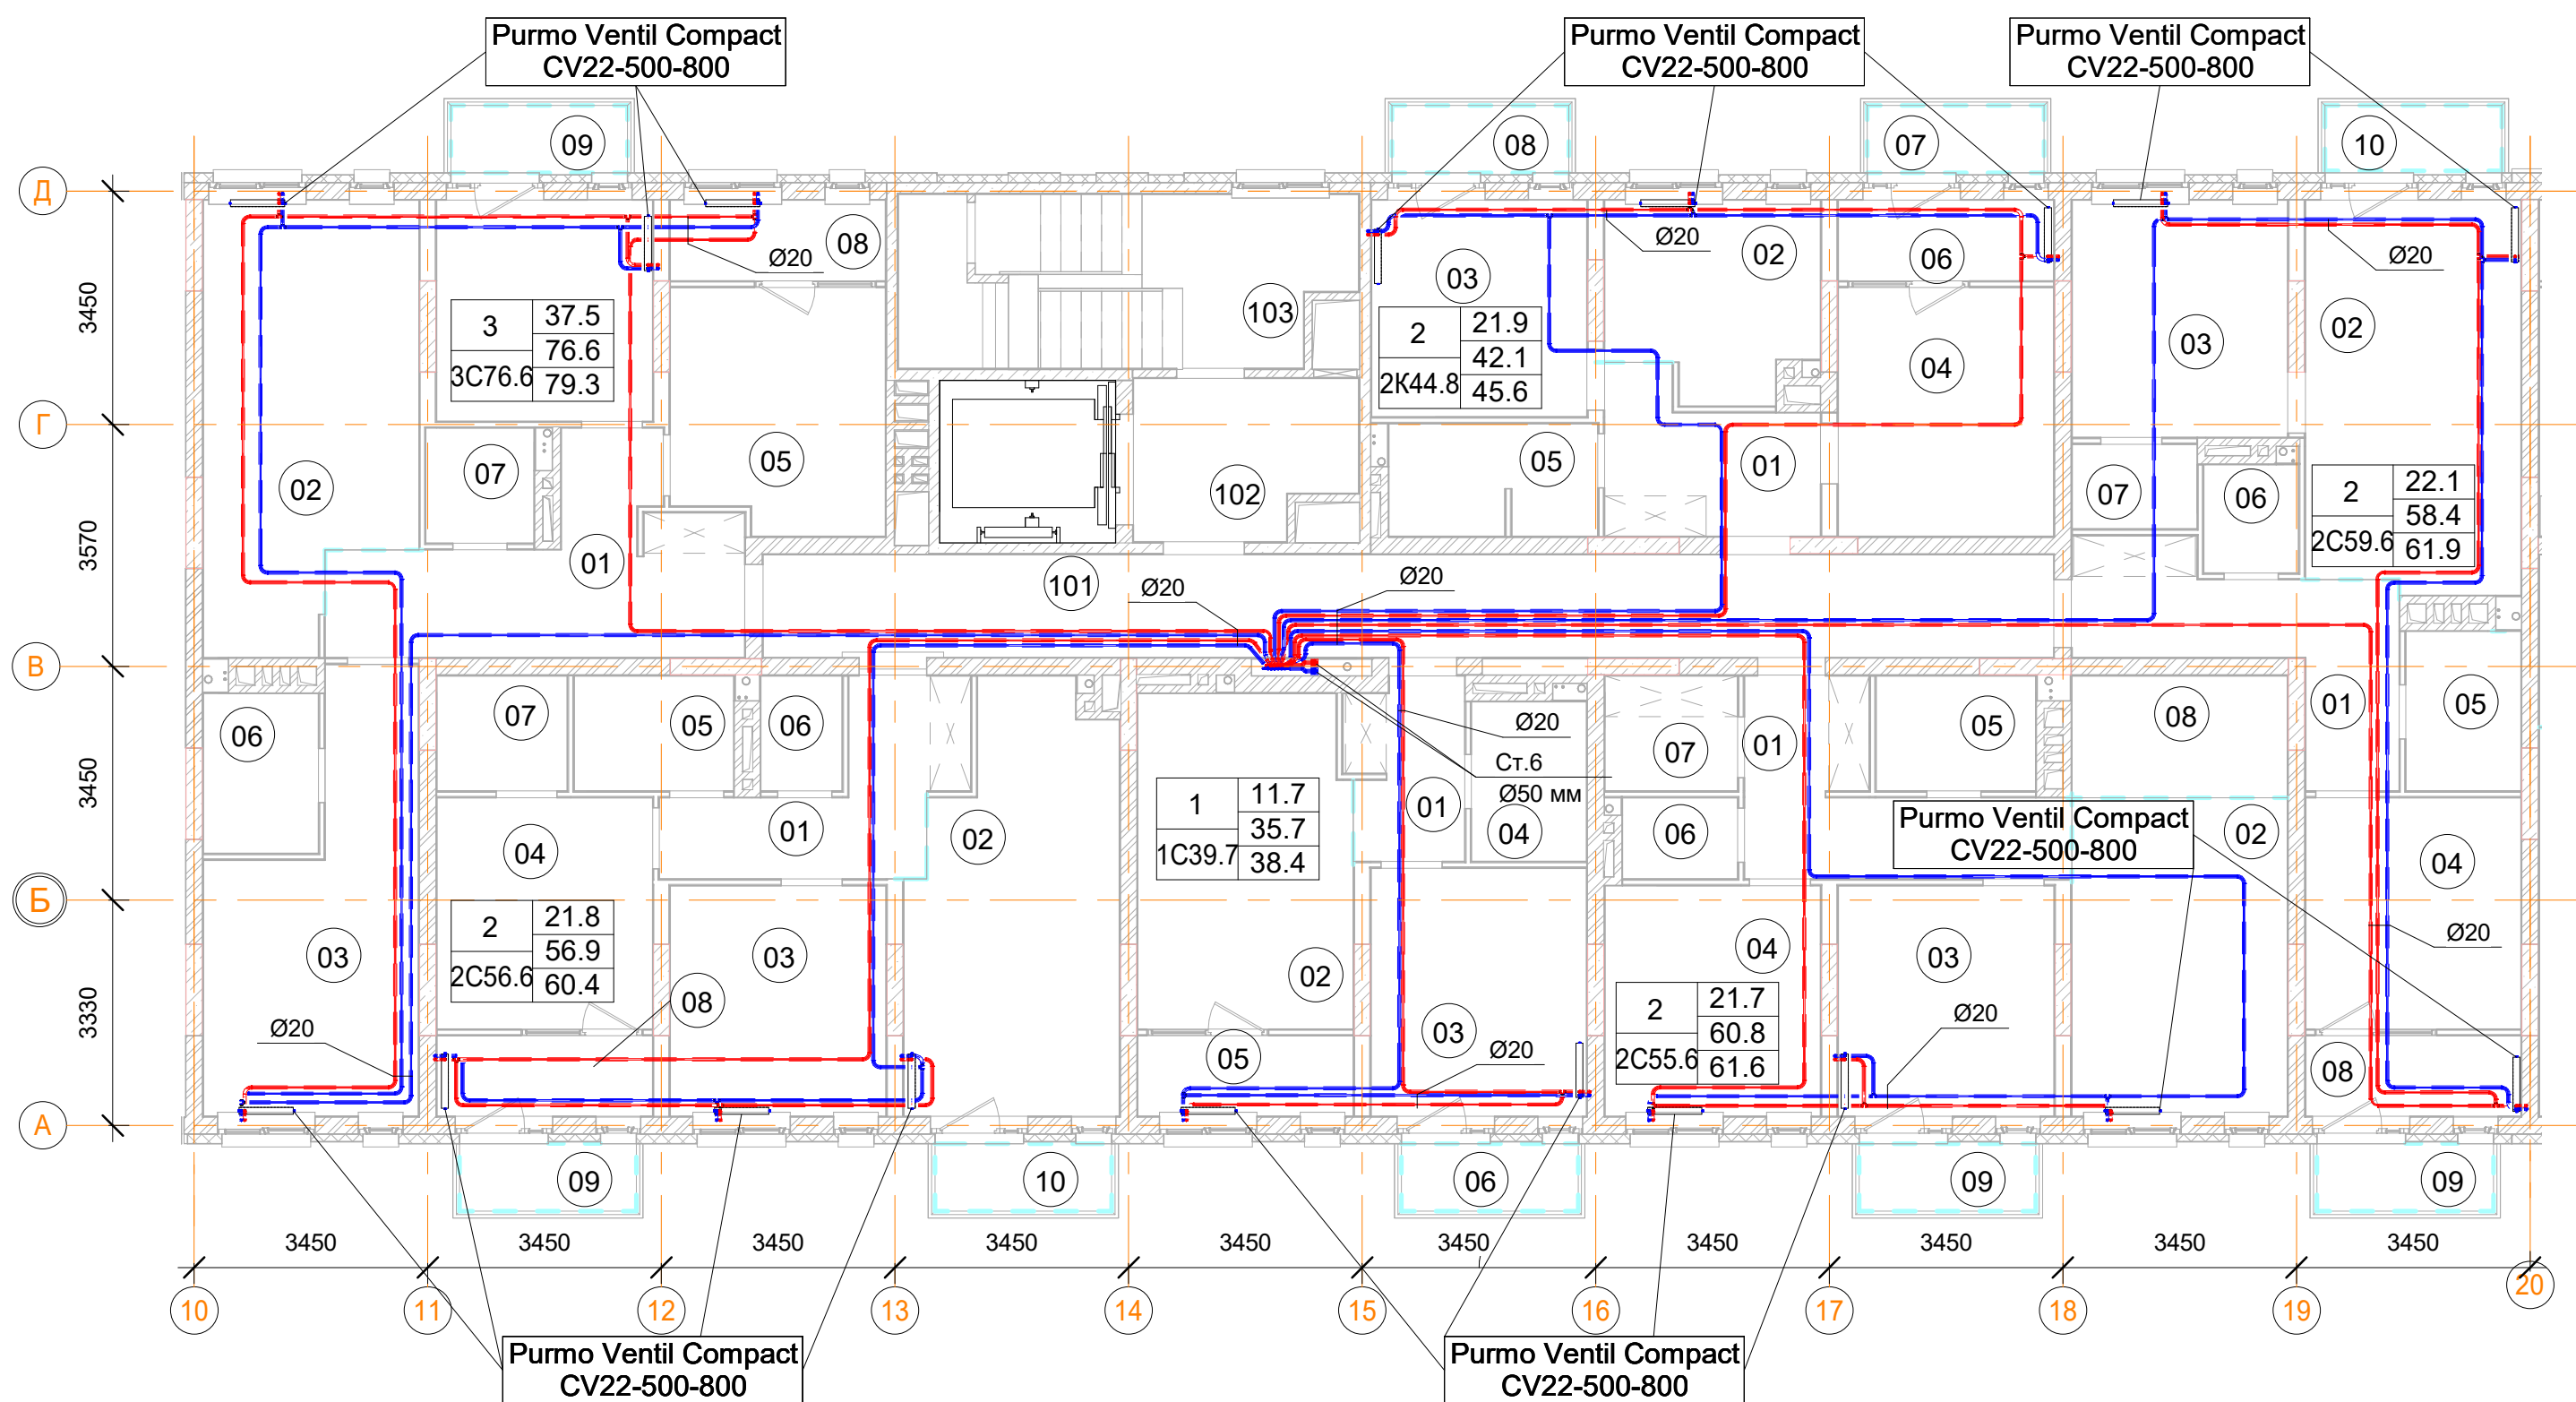 Purmo Ventil Compact
CV22-500-800
Purmo Ventil Compact
CV22-500-800
Purmo Ventil Compact
CV22-500-800
09
08
07
10
Д
08
Ø20
103
03
Ø20
02
06
Ø20
03
02
3450
3
37.5
76.6
3С76.6
79.3
2
21.9
42.1
2К44.8
45.6
04
Г
02
07
05
102
05
01
07
06
2
22.1
58.4
2С59.6
61.9
3570
01
101
Ø20
Ø20
В
06
07
05
06
Ø20
07
01
05
08
01
05
3450
Ст.6
Ø50 мм
1
11.7
35.7
1С39.7
38.4
01
04
06
Purmo Ventil Compact
CV22-500-800
02
04
01
02
04
Б
2
21.8
56.9
2С56.6
60.4
03
03
02
04
03
Ø20
3330
08
2
21.7
60.8
2С55.6
61.6
Ø20
Ø20
05
03
Ø20
08
А
09
10
06
09
09
3450
3450
3450
3450
3450
3450
3450
3450
3450
3450
10
11
12
13
14
15
16
17
18
19
20
Purmo Ventil Compact
CV22-500-800
Purmo Ventil Compact
CV22-500-800